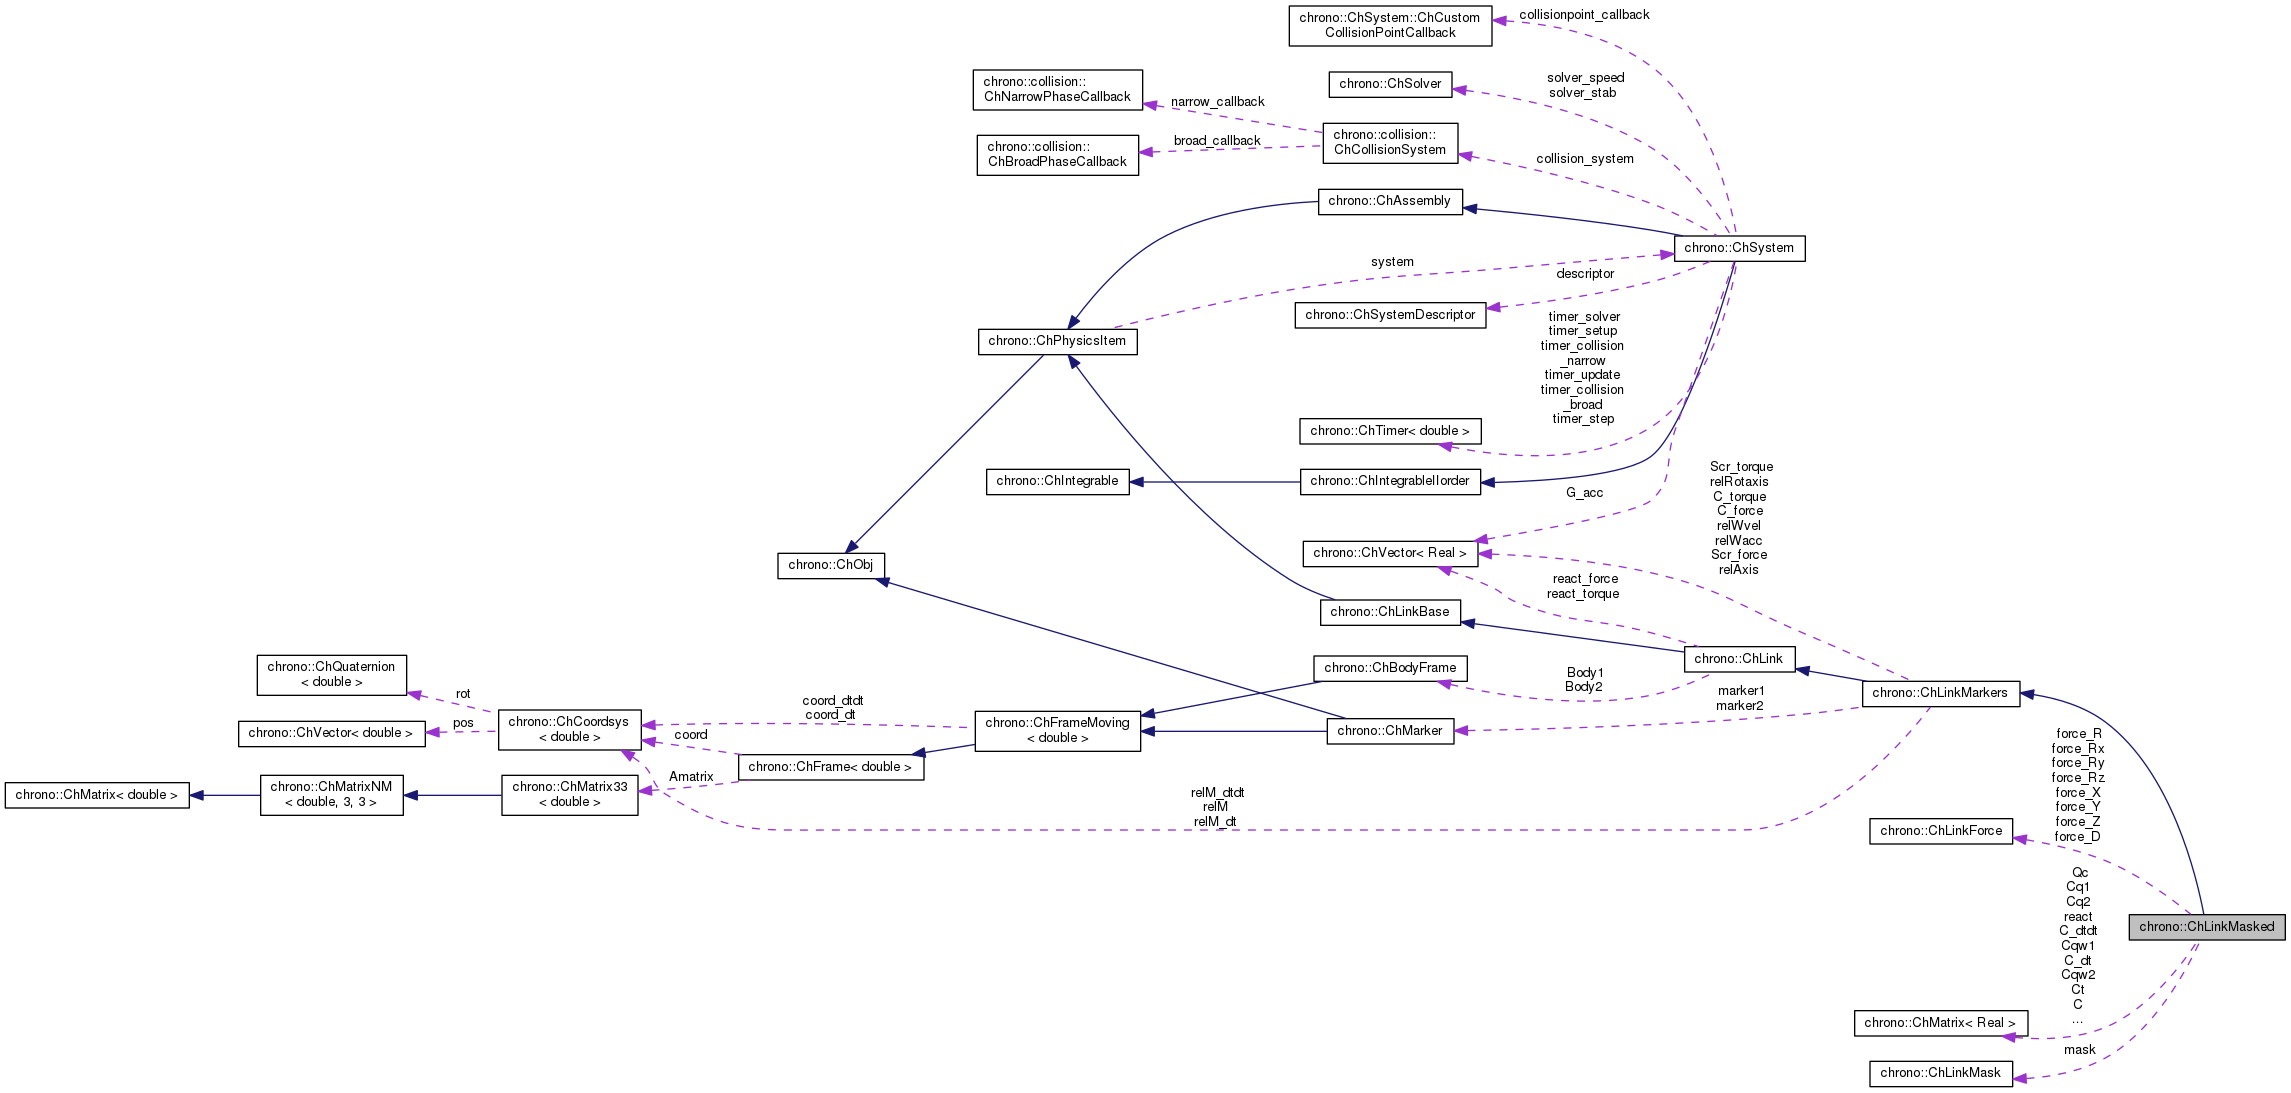 chrono::ChSystem::ChCustom
CollisionPointCallback
collisionpoint_callback
chrono::collision::
ChNarrowPhaseCallback
chrono::ChSolver
solver_speed
solver_stab
narrow_callback
chrono::collision::
ChBroadPhaseCallback
broad_callback
chrono::collision::
ChCollisionSystem
collision_system
chrono::ChAssembly
chrono::ChSystem
system
descriptor
chrono::ChSystemDescriptor
chrono::ChPhysicsItem
timer_solver
timer_setup
timer_collision
_narrow
timer_update
timer_collision
_broad
timer_step
chrono::ChTimer< double >
chrono::ChIntegrable
chrono::ChIntegrableIIorder
G_acc
Scr_torque
relRotaxis
C_torque
C_force
relWvel
relWacc
Scr_force
relAxis
chrono::ChVector< Real >
chrono::ChObj
react_force
react_torque
chrono::ChLinkBase
chrono::ChLink
chrono::ChQuaternion
< double >
rot
chrono::ChBodyFrame
Body1
Body2
chrono::ChLinkMarkers
marker1
marker2
coord_dtdt
coord_dt
chrono::ChVector< double >
pos
chrono::ChCoordsys
< double >
coord
chrono::ChFrameMoving
< double >
chrono::ChMarker
chrono::ChFrame< double >
Amatrix
chrono::ChMatrix< double >
chrono::ChMatrixNM
< double, 3, 3 >
chrono::ChMatrix33
< double >
relM_dtdt
relM
relM_dt
force_R
force_Rx
force_Ry
force_Rz
force_X
force_Y
force_Z
force_D
chrono::ChLinkForce
Qc
Cq1
Cq2
react
C_dtdt
Cqw1
C_dt
Cqw2
Ct
C
...
chrono::ChLinkMasked
chrono::ChMatrix< Real >
mask
chrono::ChLinkMask